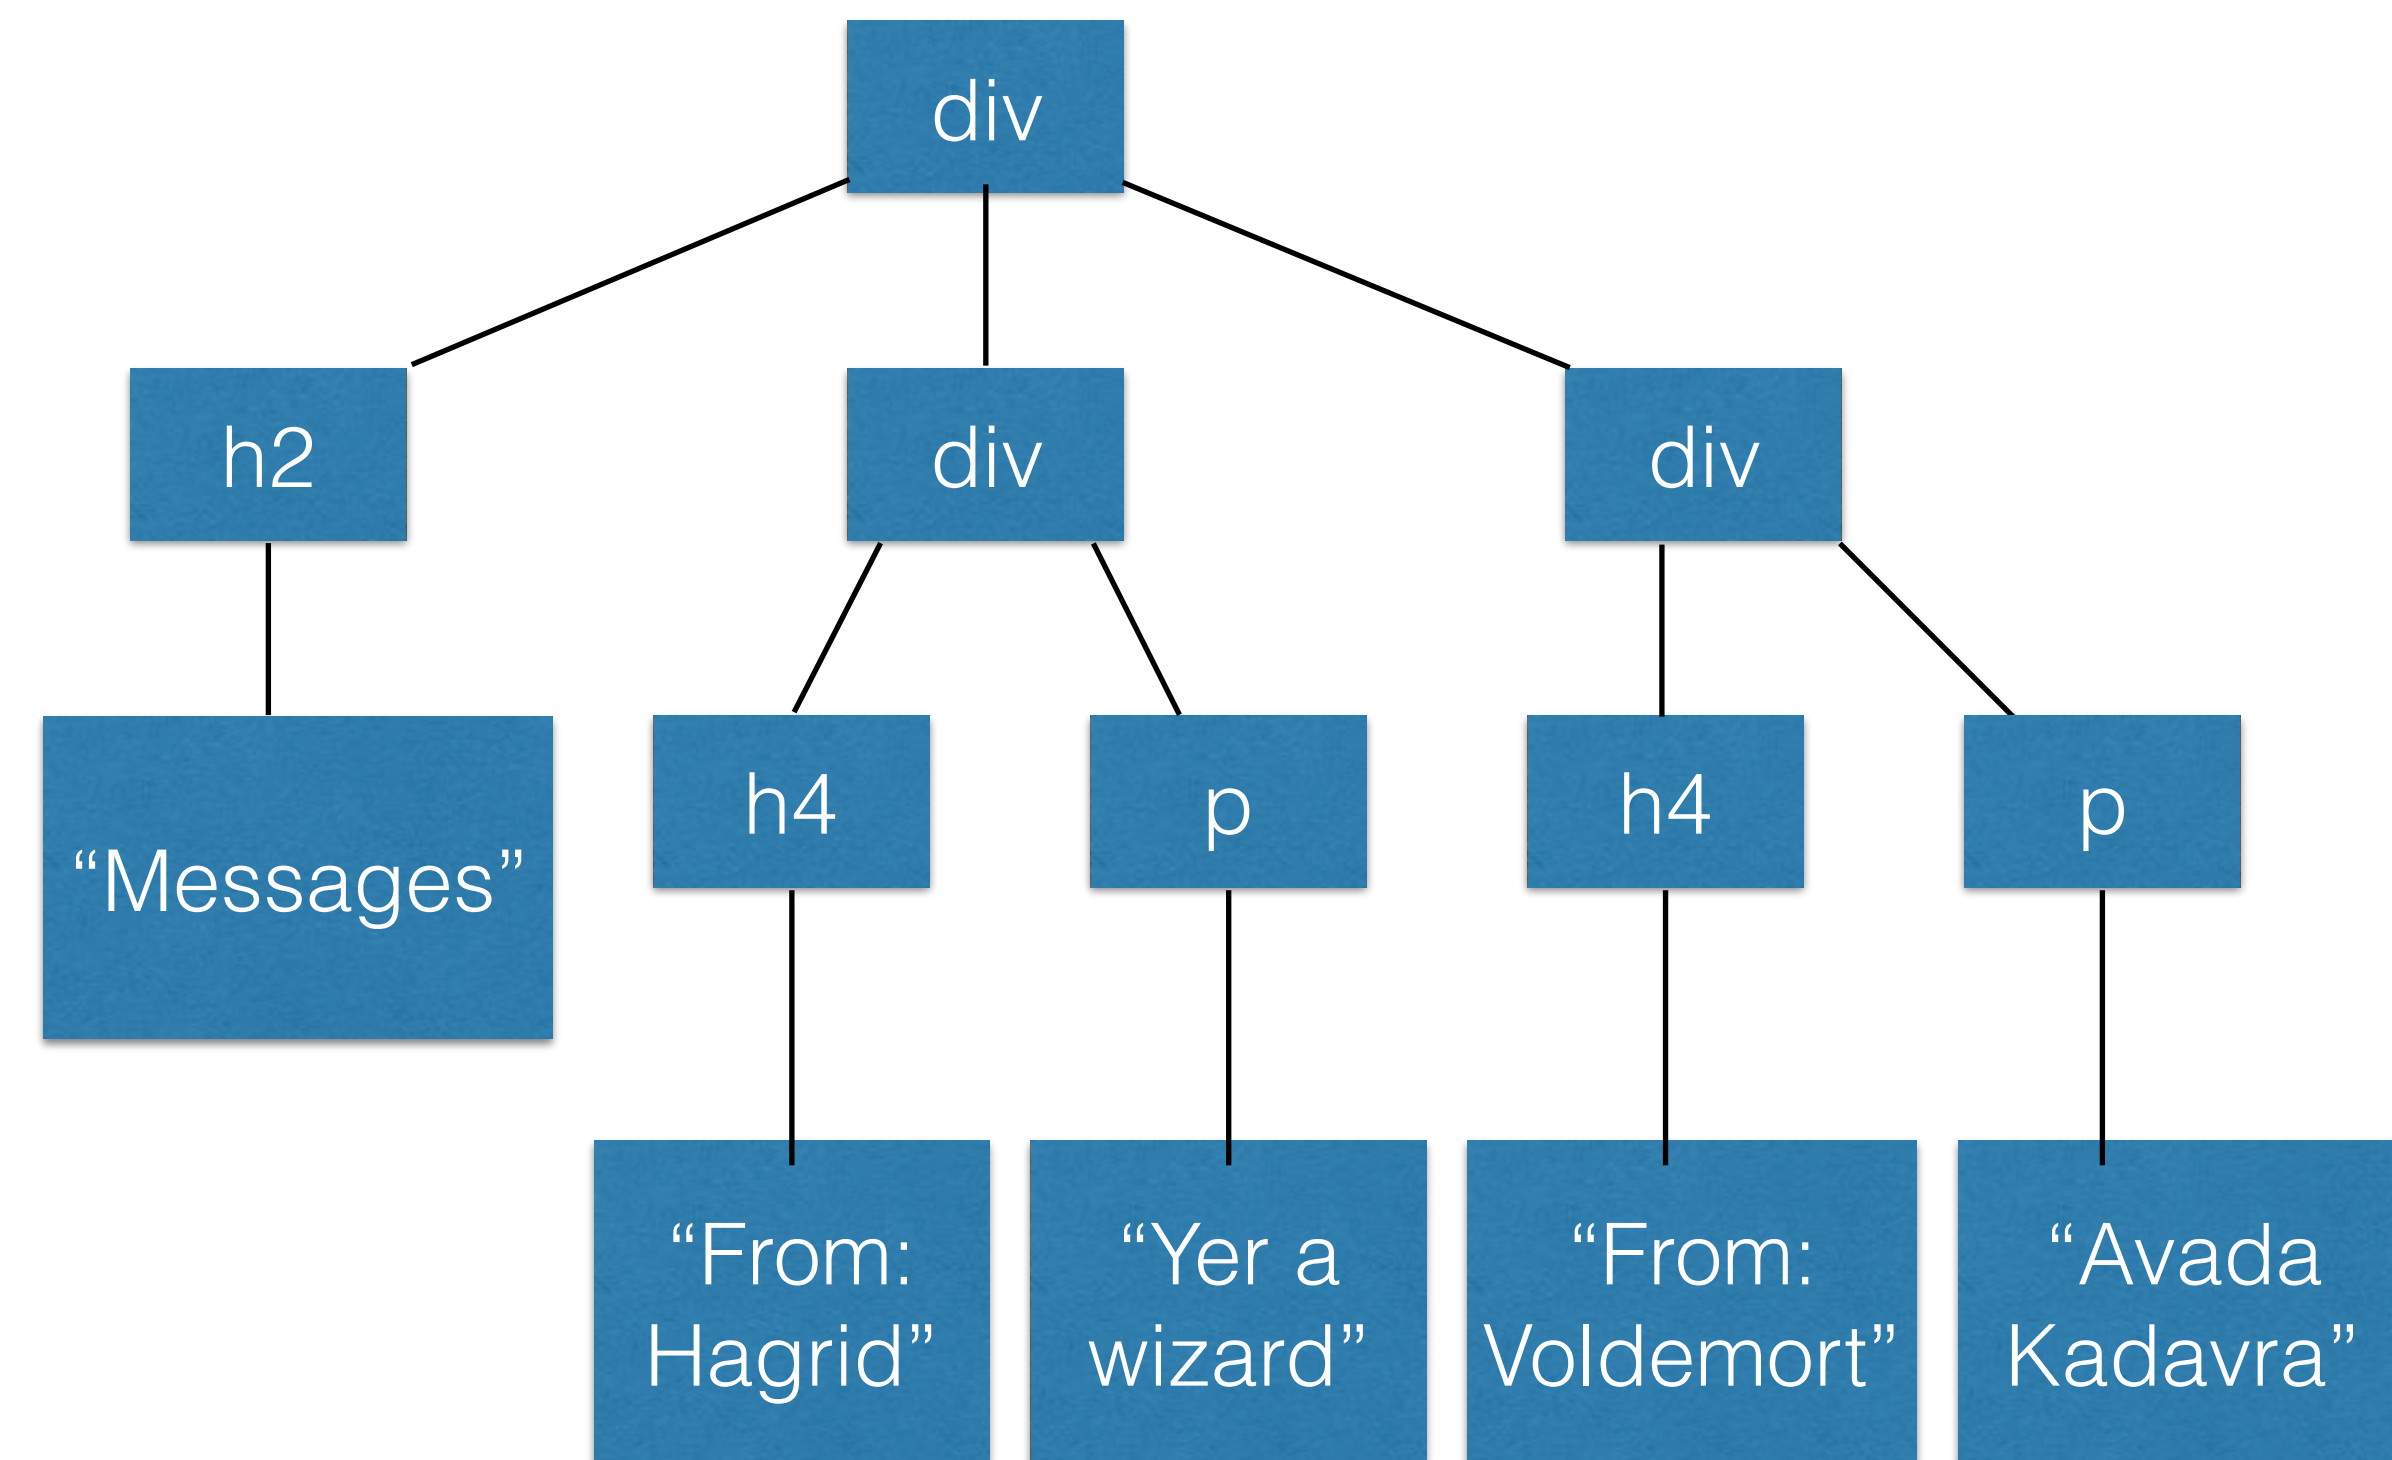 div
h2
div
div
“Messages”
h4
p
h4
p
“From:
Hagrid”
“Yer a
wizard”
“From:
Voldemort”
“Avada
Kadavra”